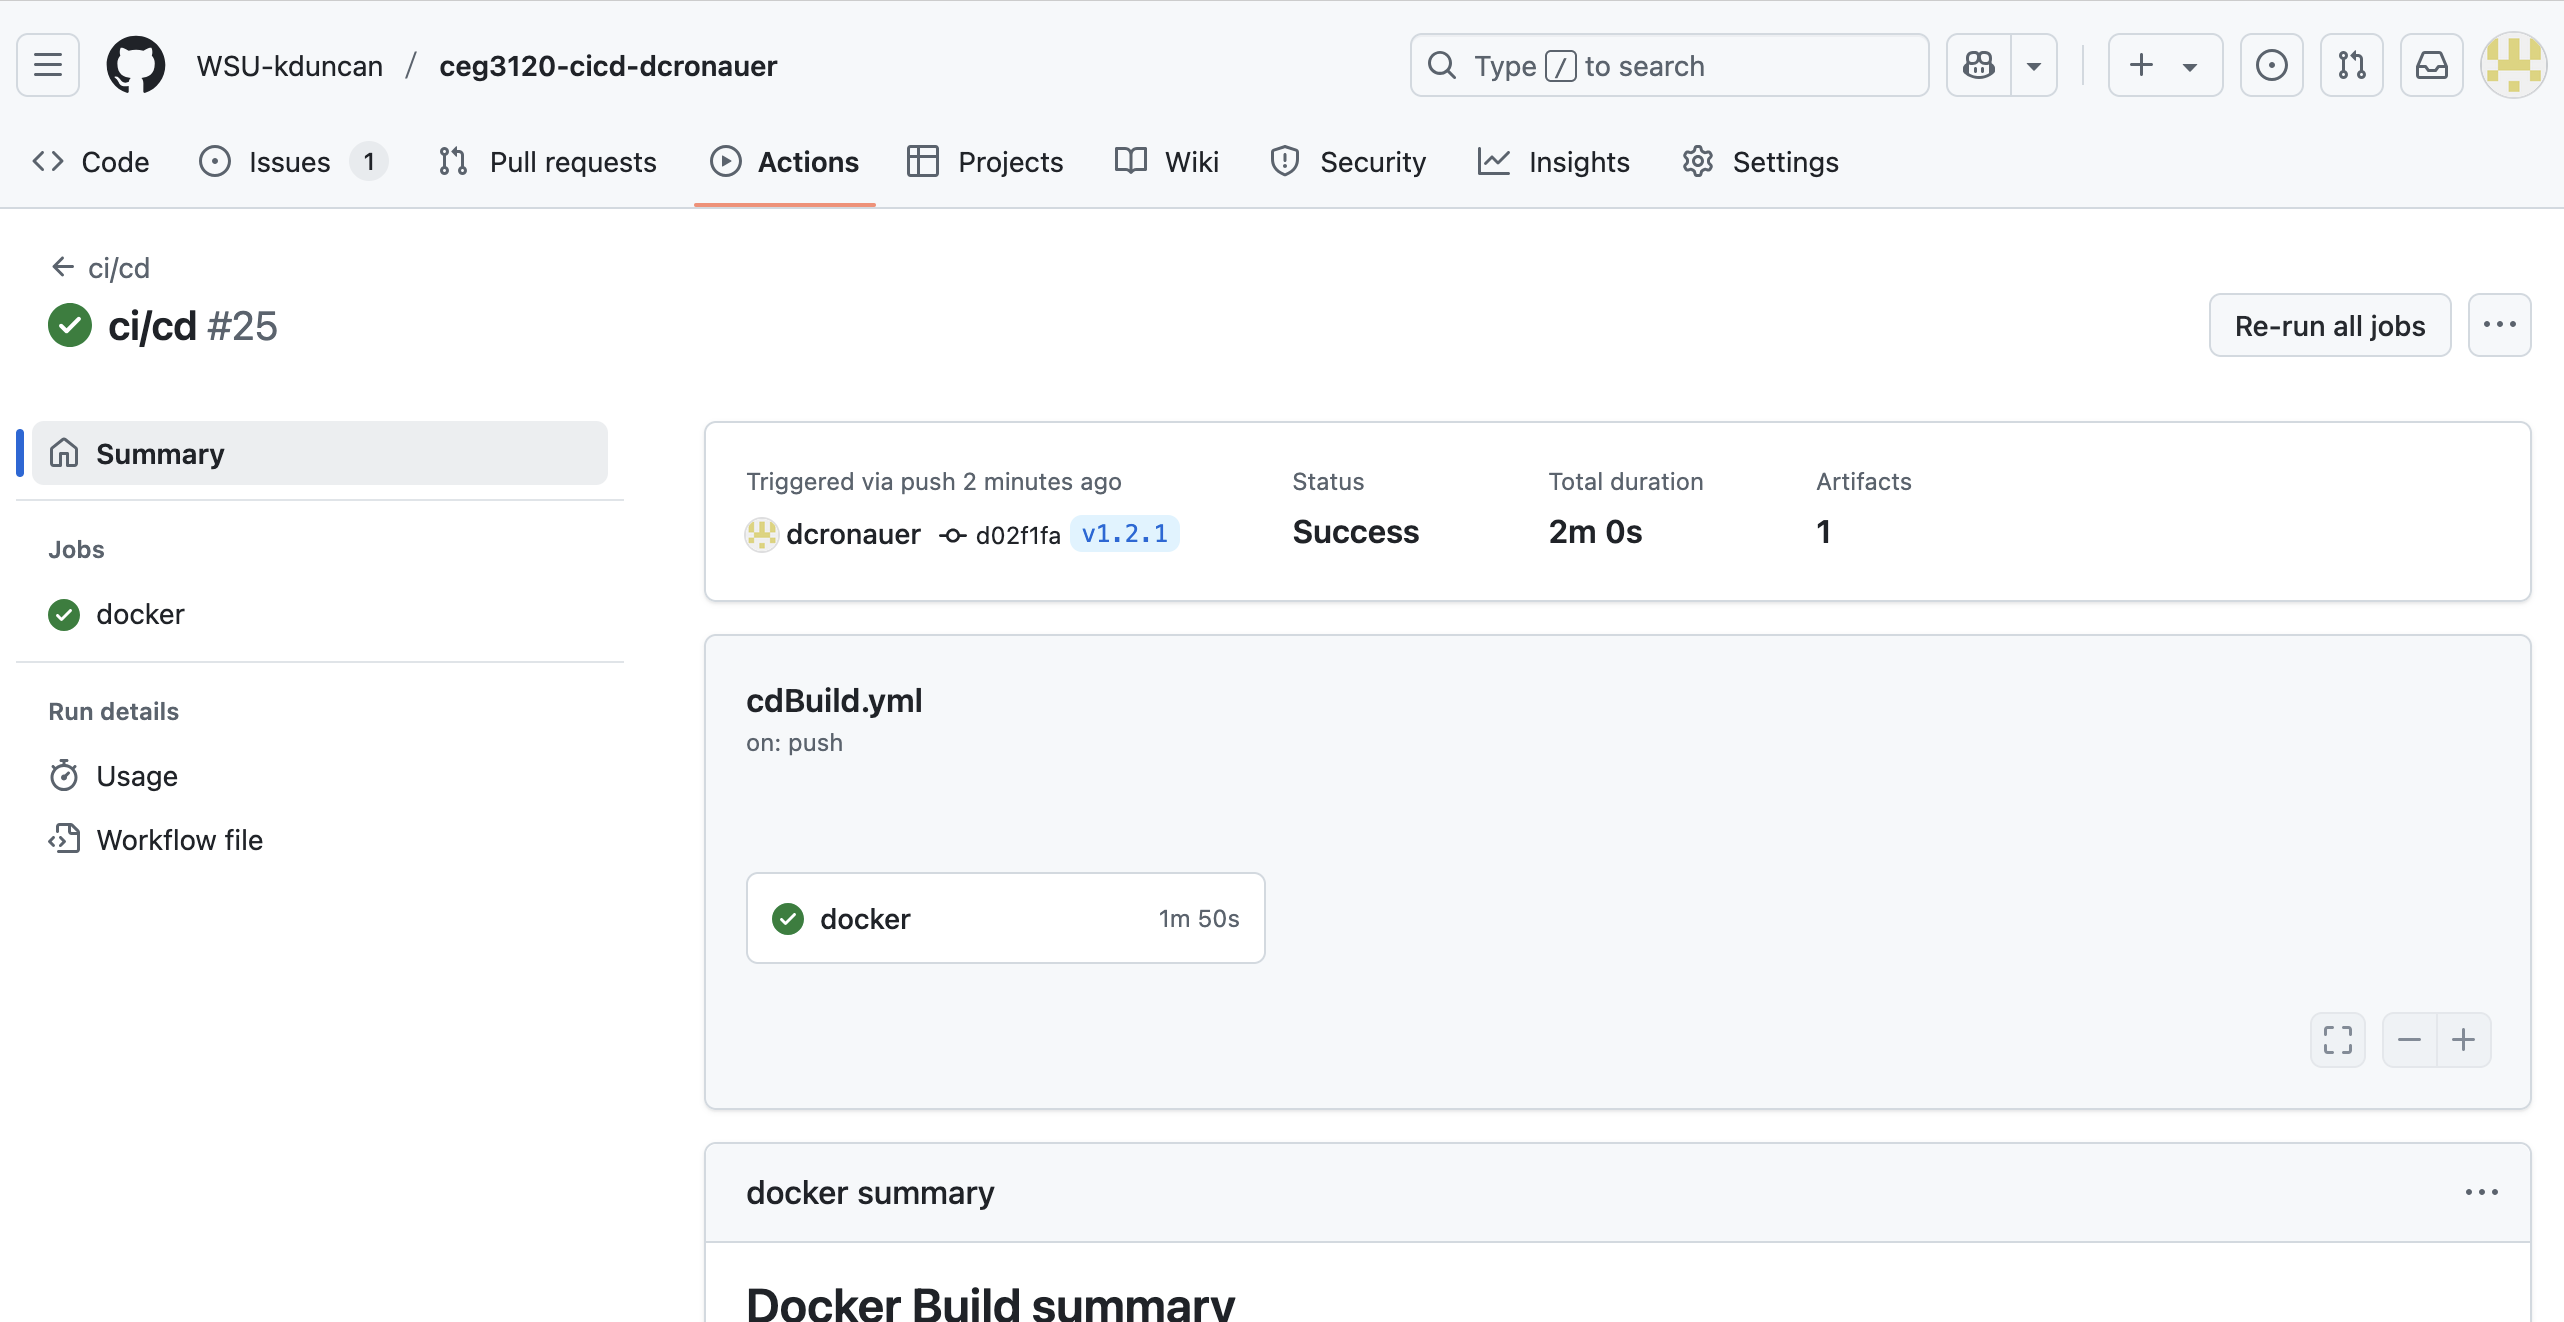 WSU-kduncan / ceg3120-cicd-dcronauer
Type / to search
Code
Issues 1
Pull requests
Actions
Projects
Wiki
Security
Insights
Settings
ci/cd
ci/cd #25
Re-run all jobs
Summary
Jobs
docker
Run details
Usage
Workflow file
Triggered via push 2 minutes ago
dcronauer d02f1fa v1.2.1
Status
Success
Total duration
2m 0s
Artifacts
1
cdBuild.yml
on: push
docker 1m 50s
docker summary
Docker Build summary